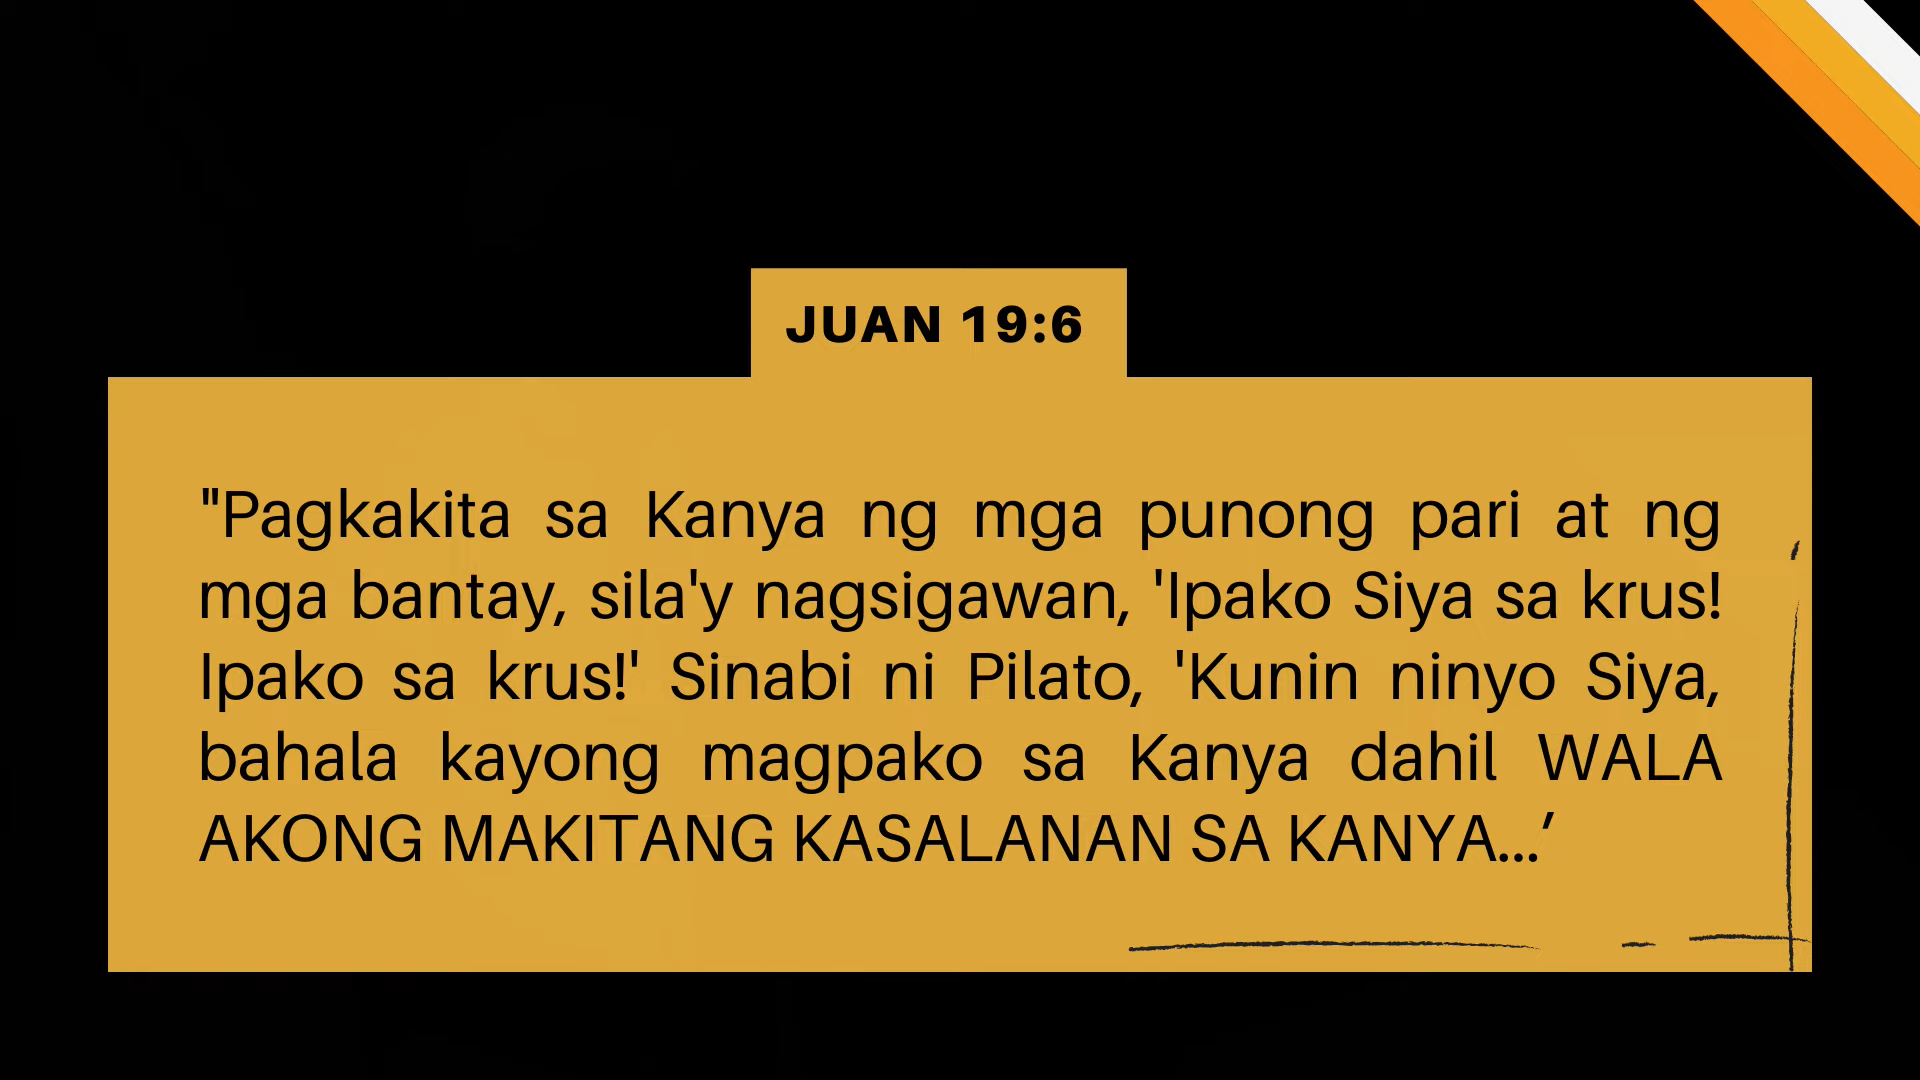 JUAN 19:6
"Pagkakita sa Kanya ng mga punong pari at ng
mga bantay, sila'y nagsigawan, 'Ipako Siya sa krus!
Ipako sa krus!' Sinabi ni Pilato, 'Kunin ninyo Siya,
bahala kayong magpako sa Kanya dahil WALA
AKONG MAKITANG KASALANAN SA KANYA...’